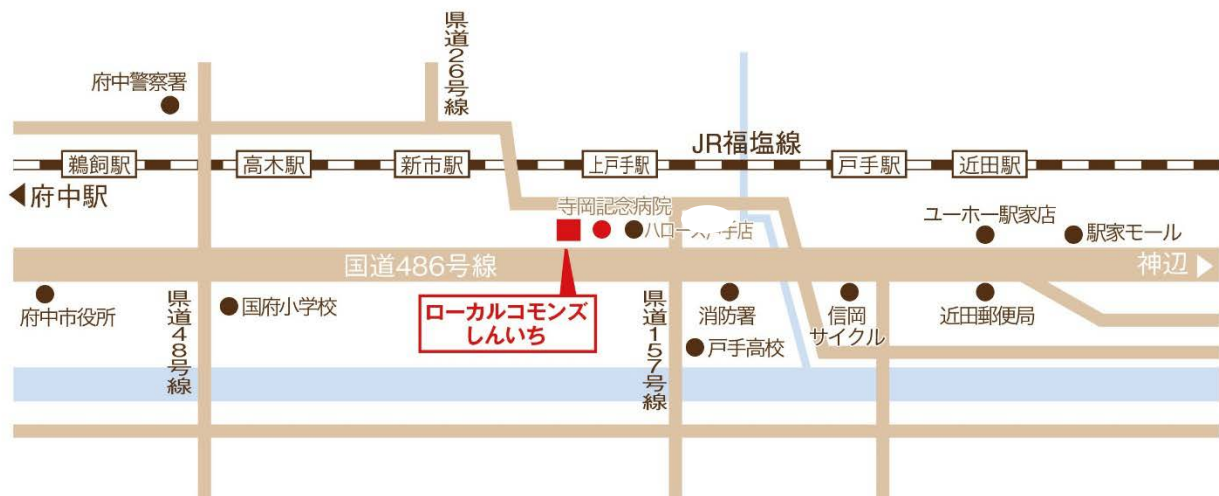 県道26号線
府中警察署
JR福塩線
鵜飼駅
高木駅
新市駅
上戸手駅
戸手駅
近田駅
◀府中駅
寺岡記念病院
ハロー
店
ユーホー駅家店
駅家モール
国道486号線
神辺▶
府中市役所
県道48号線
国府小学校
ローカルコモンズ
しんいち
県道157号線
消防署
戸手高校
信岡
サイクル
近田郵便局